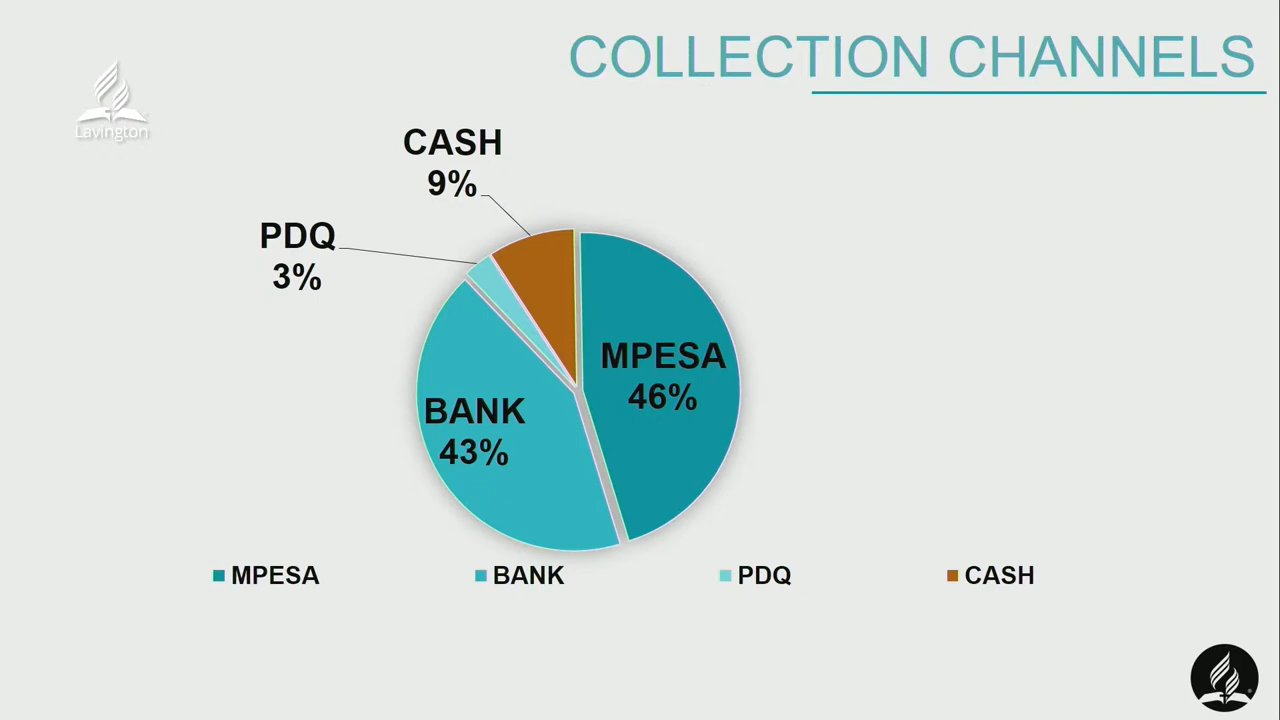 COLLECTION CHANNELS
Lavington
CASH
9%
PDQ
3%
MPESA
46%
BANK
43%
MPESA
BANK
PDQ
CASH